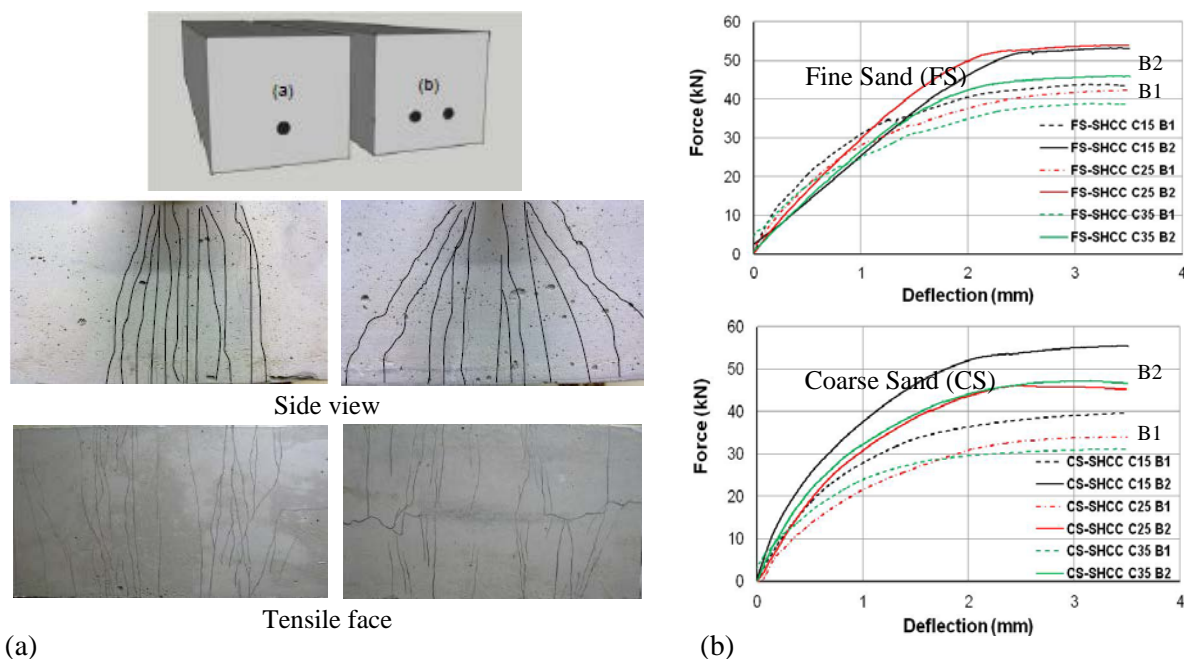 (a)
(b)
Side view
Tensile face
(a)
Force (kN)
60
50
40
30
20
10
0
Fine Sand (FS)
B2
B1
FS-SHCC C15 B1
FS-SHCC C15 B2
FS-SHCC C25 B1
FS-SHCC C25 B2
FS-SHCC C35 B1
FS-SHCC C35 B2
0 1 2 3 4
Deflection (mm)
Force (kN)
60
50
40
30
20
10
0
Coarse Sand (CS)
B2
B1
CS-SHCC C15 B1
CS-SHCC C15 B2
CS-SHCC C25 B1
CS-SHCC C25 B2
CS-SHCC C35 B1
CS-SHCC C35 B2
0 1 2 3 4
Deflection (mm)
(b)